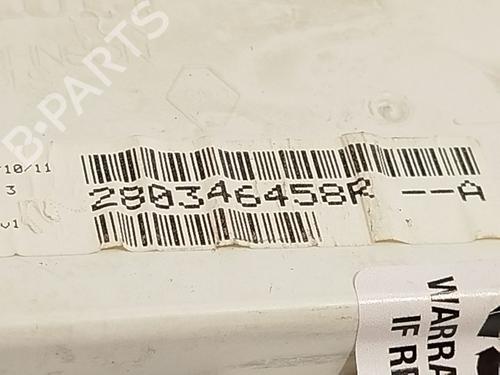 B-PARTS
10/11
3
280346458R --A
v1
WARRA
IF RE